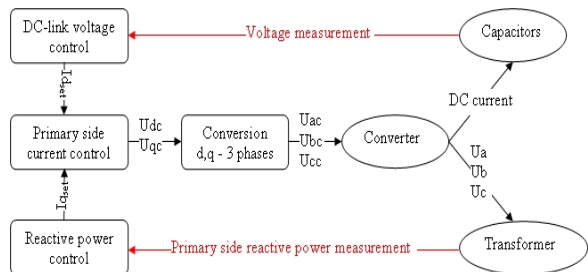 DC-link voltage
control
Voltage measurement
Capacitors
Idset
DC current
Primary side
current control
Udc
Uqc
Conversion
d,q - 3 phases
Uac
Ubc
Ucc
Converter
Ua
Ub
Uc
Iqset
Reactive power
control
Primary side reactive power measurement
Transformer